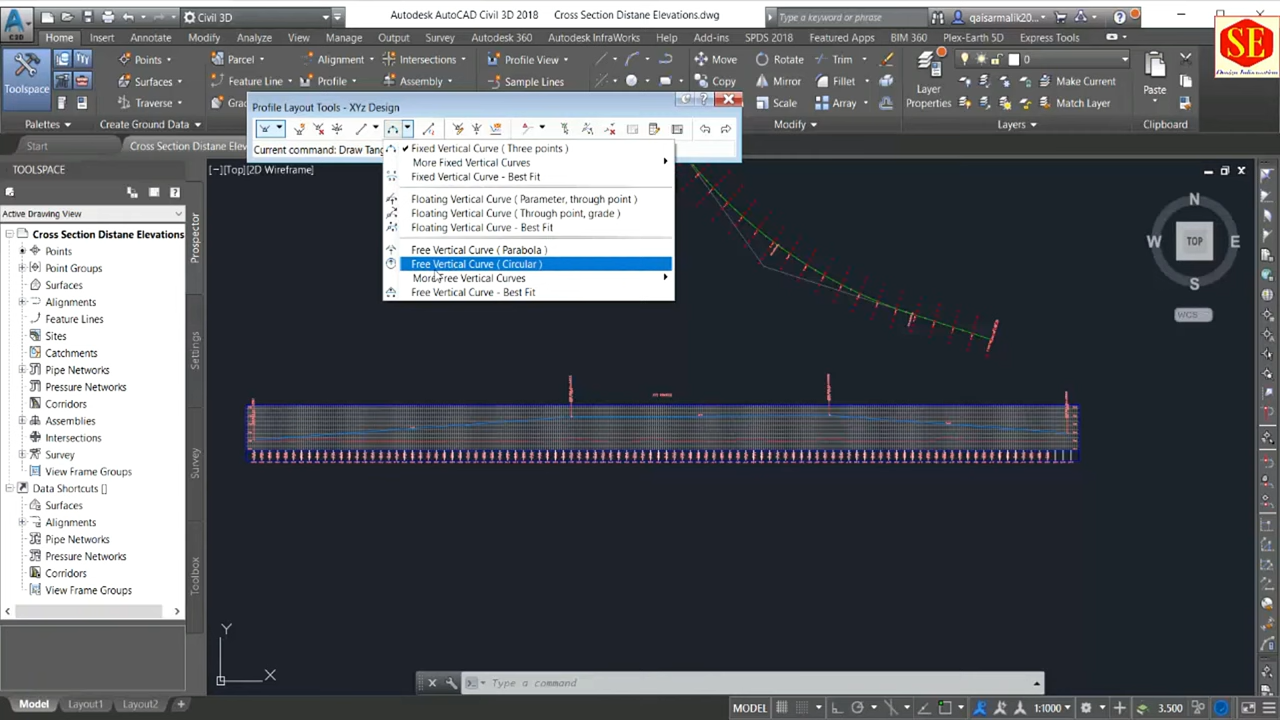 C3D
Civil 3D
Autodesk AutoCAD Civil 3D 2018 Cross Section Distane Elevations.dwg
Type a keyword or phrase
qaisarmalik20...
Home Insert Annotate Modify Analyze View Manage Output Survey Autodesk 360 Autodesk InfraWorks Help Add-ins SPDS 2018 Featured Apps BIM 360 Plex-Earth 5D Express Tools
SE
Design Information
Toolspace
Points
Surfaces
Traverse
Parcel
Feature Line
Alignment
Profile
Intersections
Assembly
Profile View
Move
Copy
Rotate
Mirror
Scale
Trim
Fillet
Array
Layer Properties
0
Make Current
Match Layer
Paste
Palettes
Create Ground Data
Modify
Layers
Clipboard
Profile Layout Tools - XYz Design
Current command: Draw Tang
Fixed Vertical Curve ( Three points )
More Fixed Vertical Curves
Fixed Vertical Curve - Best Fit
Floating Vertical Curve ( Parameter, through point )
Floating Vertical Curve ( Through point, grade )
Floating Vertical Curve - Best Fit
Free Vertical Curve ( Parabola )
Free Vertical Curve ( Circular )
More Free Vertical Curves
Free Vertical Curve - Best Fit
Start
Cross Section Distane Elevations
[−][Top][2D Wireframe]
TOOLSPACE
Active Drawing View
Cross Section Distane Elevations
Points
Point Groups
Surfaces
Alignments
Feature Lines
Sites
Catchments
Pipe Networks
Pressure Networks
Corridors
Assemblies
Intersections
Survey
View Frame Groups
Data Shortcuts []
Surfaces
Alignments
Pipe Networks
Pressure Networks
Corridors
View Frame Groups
Prospector
Settings
Survey
Toolbox
N
W
TOP
E
S
WCS
Y
X
Type a command
Model Layout1 Layout2
MODEL
1:1000
3.500